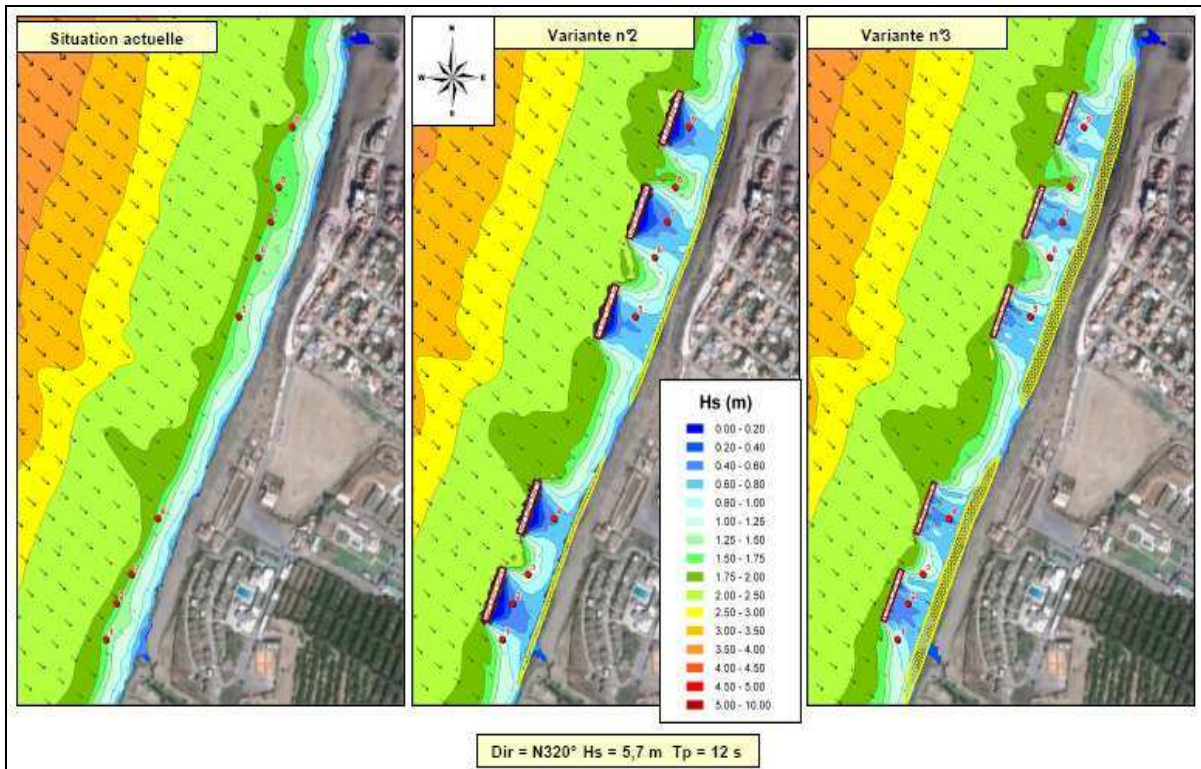 Situation actuelle
Variante n°2
Variante n°3
N
W
E
S
Hs (m)
0.00 - 0.20
0.20 - 0.40
0.40 - 0.60
0.60 - 0.80
0.80 - 1.00
1.00 - 1.25
1.25 - 1.50
1.50 - 1.75
1.75 - 2.00
2.00 - 2.50
2.50 - 3.00
3.00 - 3.50
3.50 - 4.00
4.00 - 4.50
4.50 - 5.00
5.00 - 10.00
Dir = N320° Hs = 5,7 m Tp = 12 s